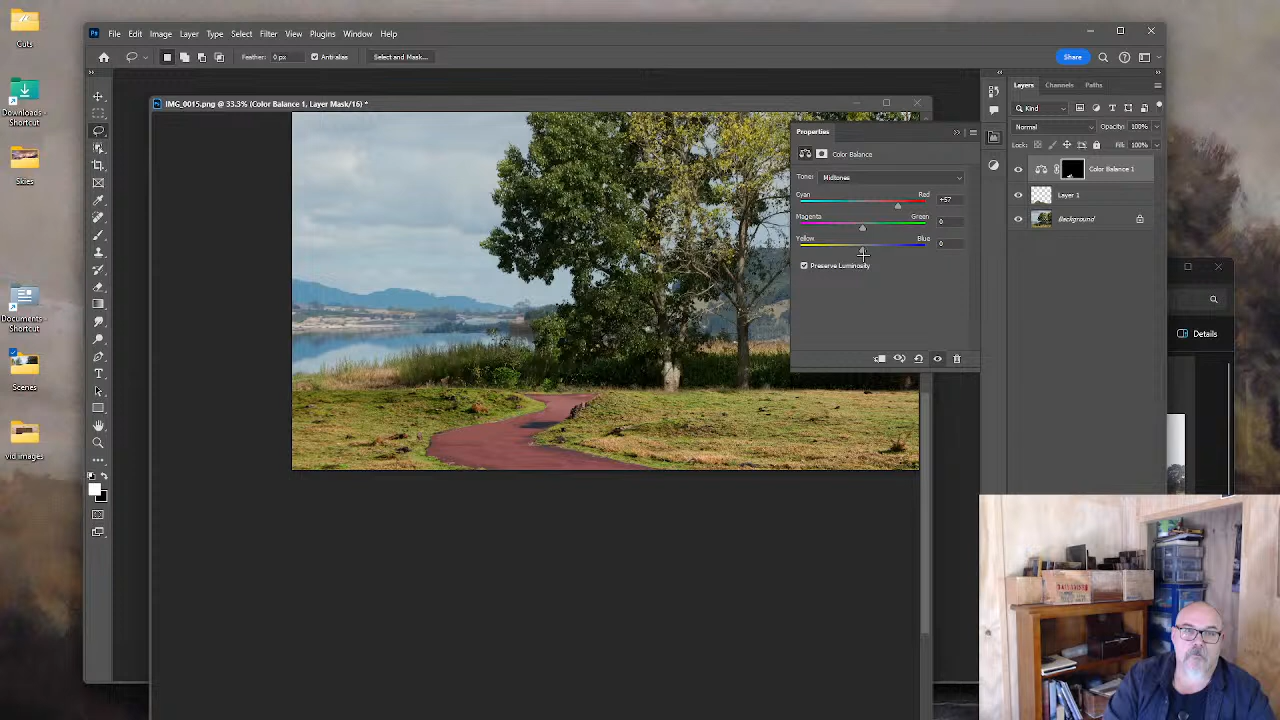 Ps File Edit Image Layer Type Select Filter View Plugins Window Help
Feather: 0 px Anti-alias Select and Mask... Share
IMG_0015.png @ 33.3% (Color Balance 1, Layer Mask/16) *
Properties
Color Balance
Tone: Midtones
Cyan Red +57
Magenta Green 0
Yellow Blue 0
Preserve Luminosity
Layers Channels Paths
Kind
Normal Opacity: 100%
Lock: Fill: 100%
Color Balance 1
Layer 1
Background
Details
Cuts
Downloads -
Shortcut
Skies
Documents -
Shortcut
Scenes
vid images